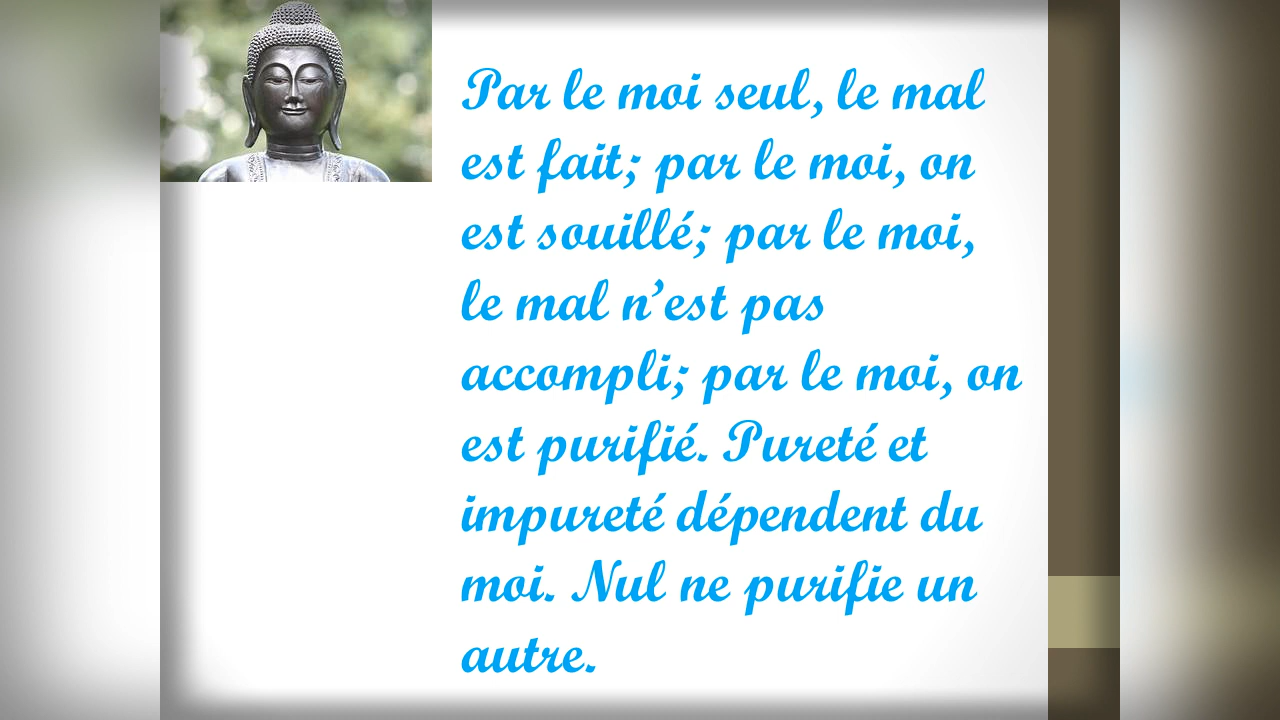 Par le moi seul, le mal
est fait; par le moi, on
est souillé; par le moi,
le mal n’est pas
accompli; par le moi, on
est purifié. Pureté et
impureté dépendent du
moi. Nul ne purifie un
autre.